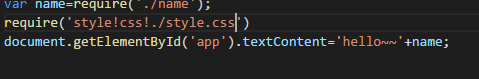 var name=require('./name');
require('style!css!./style.css')
document.getElementById('app').textContent='hello~~'+name;